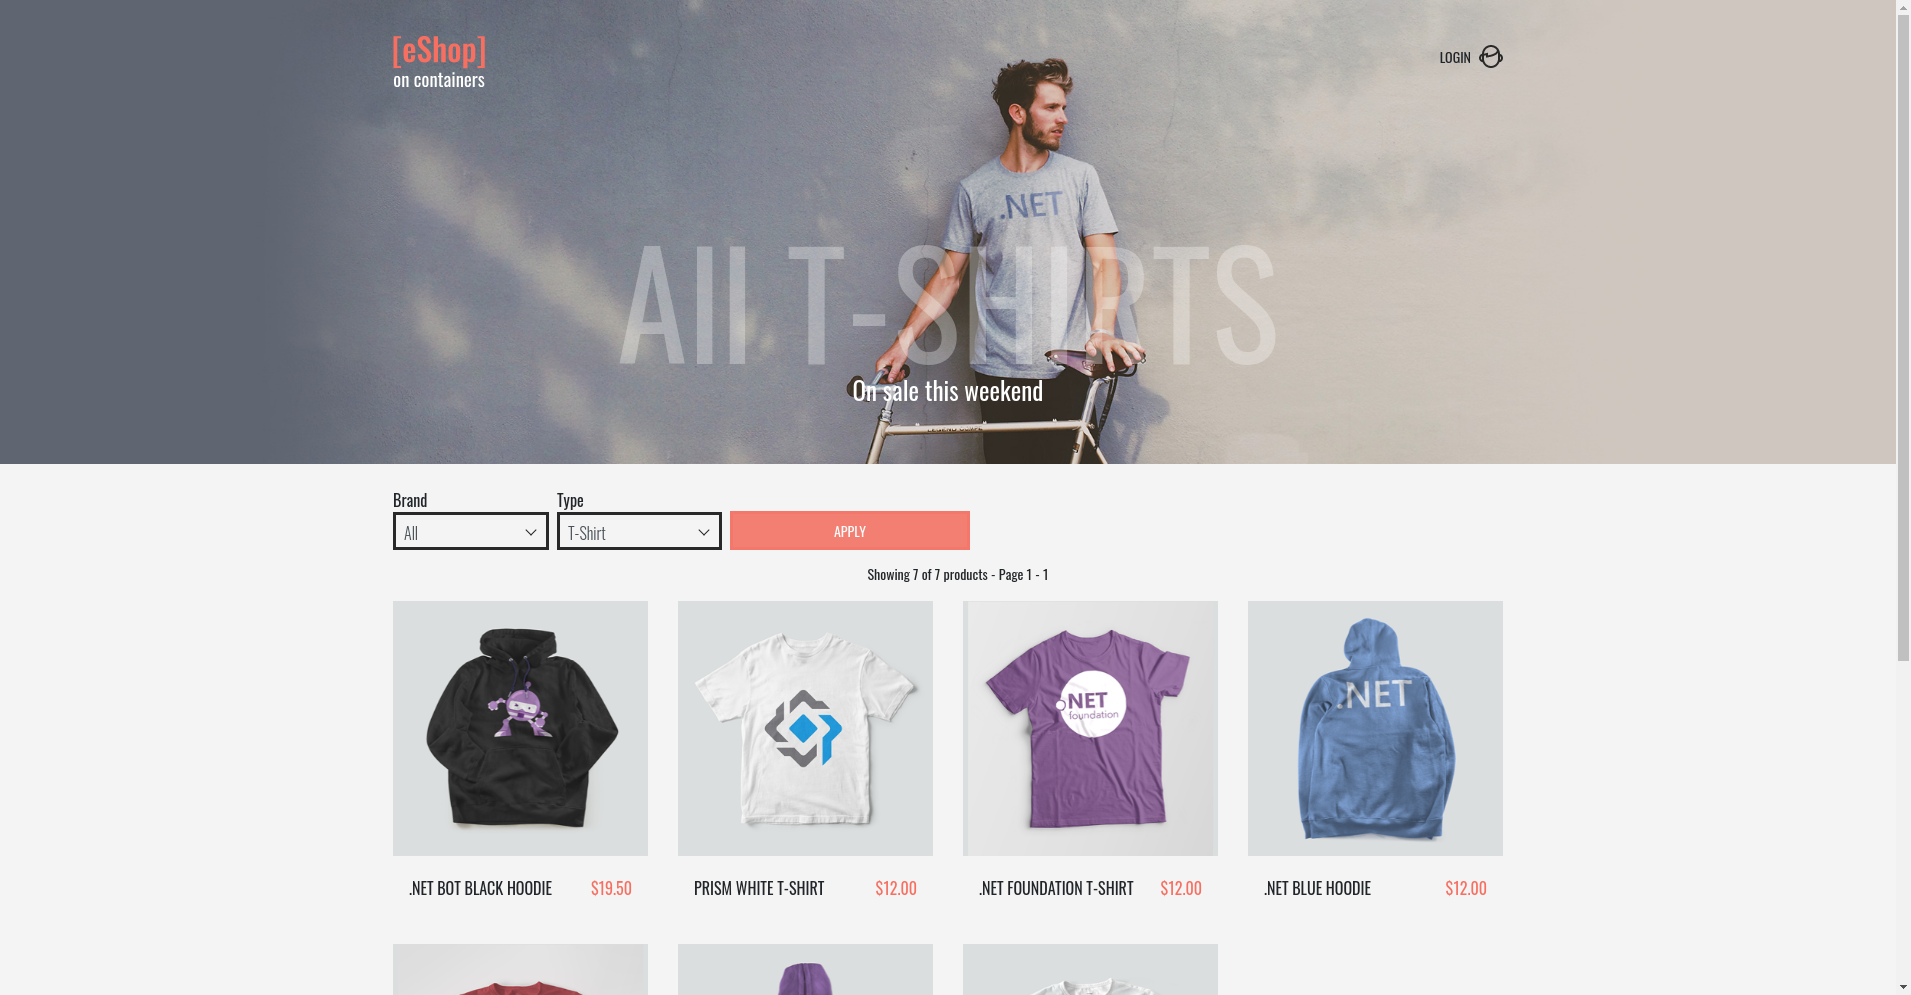 [eShop]
on containers
LOGIN
.NET
All T-SHIRTS
On sale this weekend
Brand
Type
All
T-Shirt
APPLY
Showing 7 of 7 products - Page 1 - 1
.NET
foundation
.NET
.NET BOT BLACK HOODIE
$19.50
PRISM WHITE T-SHIRT
$12.00
.NET FOUNDATION T-SHIRT
$12.00
.NET BLUE HOODIE
$12.00